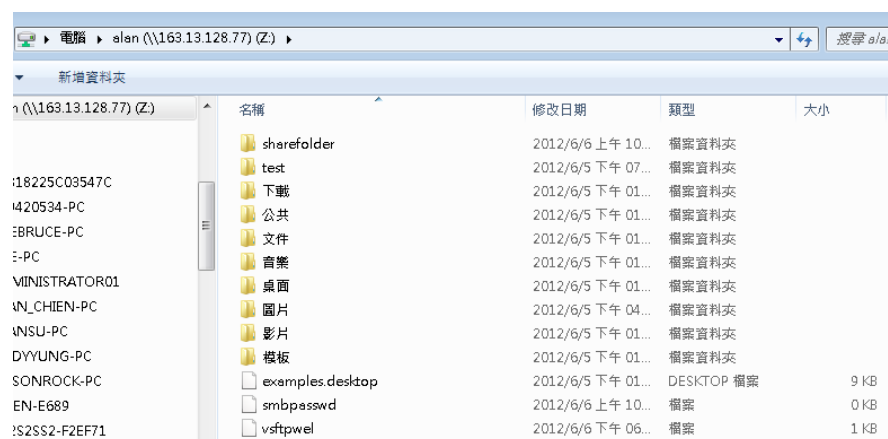 電腦 alan (\\163.13.128.77) (Z:) 搜尋 ala
新增資料夾
(\\163.13.128.77) (Z:)
318225C03547C
420534-PC
EBRUCE-PC
E-PC
MINISTRATOR01
AN_CHIEN-PC
ANSU-PC
DYYUNG-PC
SONROCK-PC
EN-E689
2S2SS2-F2EF71
名稱 修改日期 類型 大小
sharefolder 2012/6/6 上午 10... 檔案資料夾
test 2012/6/5 下午 07... 檔案資料夾
下載 2012/6/5 下午 01... 檔案資料夾
公共 2012/6/5 下午 01... 檔案資料夾
文件 2012/6/5 下午 01... 檔案資料夾
音樂 2012/6/5 下午 01... 檔案資料夾
桌面 2012/6/5 下午 01... 檔案資料夾
圖片 2012/6/5 下午 04... 檔案資料夾
影片 2012/6/5 下午 01... 檔案資料夾
模板 2012/6/5 下午 01... 檔案資料夾
examples.desktop 2012/6/5 下午 01... DESKTOP 檔案 9 KB
smbpasswd 2012/6/6 上午 10... 檔案 0 KB
vsftpwel 2012/6/5 下午 06... 檔案 1 KB